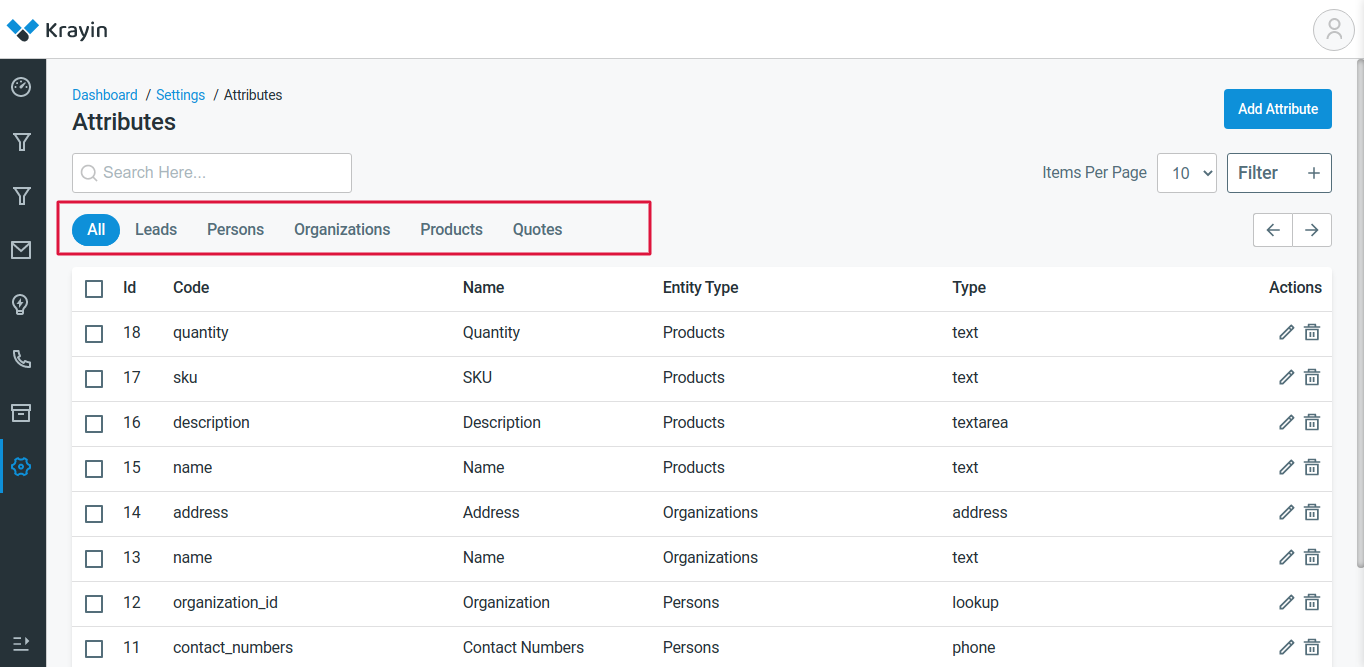 Krayin
Dashboard / Settings / Attributes
Attributes
Add Attribute
Search Here...
Items Per Page 10 Filter +
All Leads Persons Organizations Products Quotes
Id Code Name Entity Type Type Actions
18 quantity Quantity Products text
17 sku SKU Products text
16 description Description Products textarea
15 name Name Products text
14 address Address Organizations address
13 name Name Organizations text
12 organization_id Organization Persons lookup
11 contact_numbers Contact Numbers Persons phone